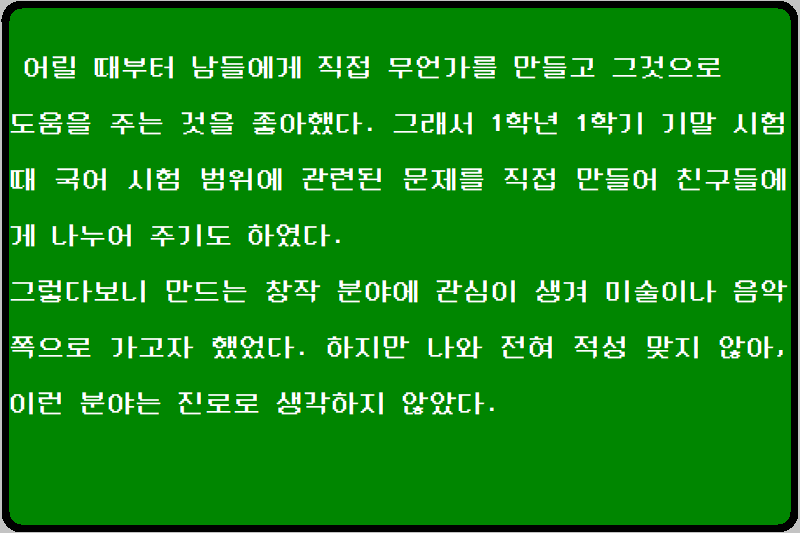 어릴 때부터 남들에게 직접 무언가를 만들고 그것으로
도움을 주는 것을 좋아했다. 그래서 1학년 1학기 기말 시험
때 국어 시험 범위에 관련된 문제를 직접 만들어 친구들에
게 나누어 주기도 하였다.
그렇다보니 만드는 창작 분야에 관심이 생겨 미술이나 음악
쪽으로 가고자 했었다. 하지만 나와 전혀 적성 맞지 않아,
이런 분야는 진로로 생각하지 않았다.